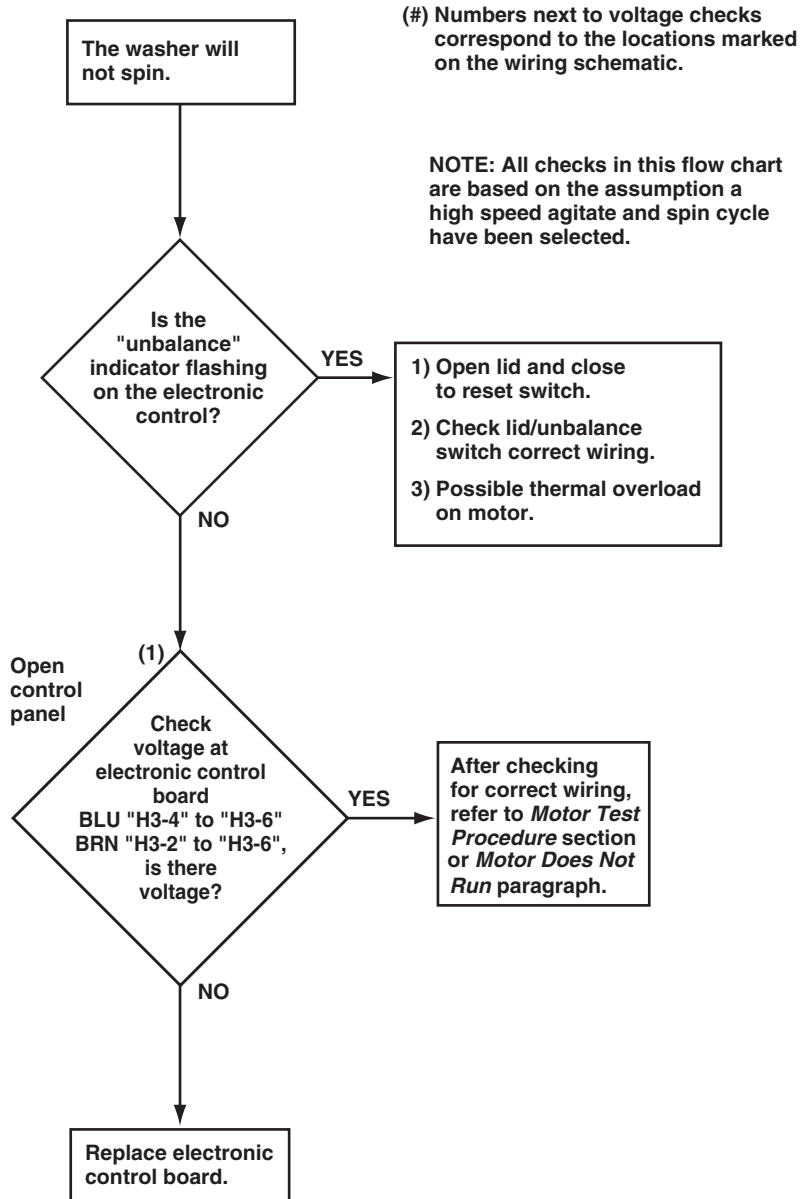 (#) Numbers next to voltage checks
correspond to the locations marked
on the wiring schematic.
The washer will
not spin.
NOTE: All checks in this flow chart
are based on the assumption a
high speed agitate and spin cycle
have been selected.
Is the
"unbalance"
indicator flashing
on the electronic
control?
YES
1) Open lid and close
to reset switch.
2) Check lid/unbalance
switch correct wiring.
3) Possible thermal overload
on motor.
NO
(1)
Open
control
panel
Check
voltage at
electronic control
board
BLU "H3-4" to "H3-6"
BRN "H3-2" to "H3-6",
is there
voltage?
YES
After checking
for correct wiring,
refer to Motor Test
Procedure section
or Motor Does Not
Run paragraph.
NO
Replace electronic
control board.